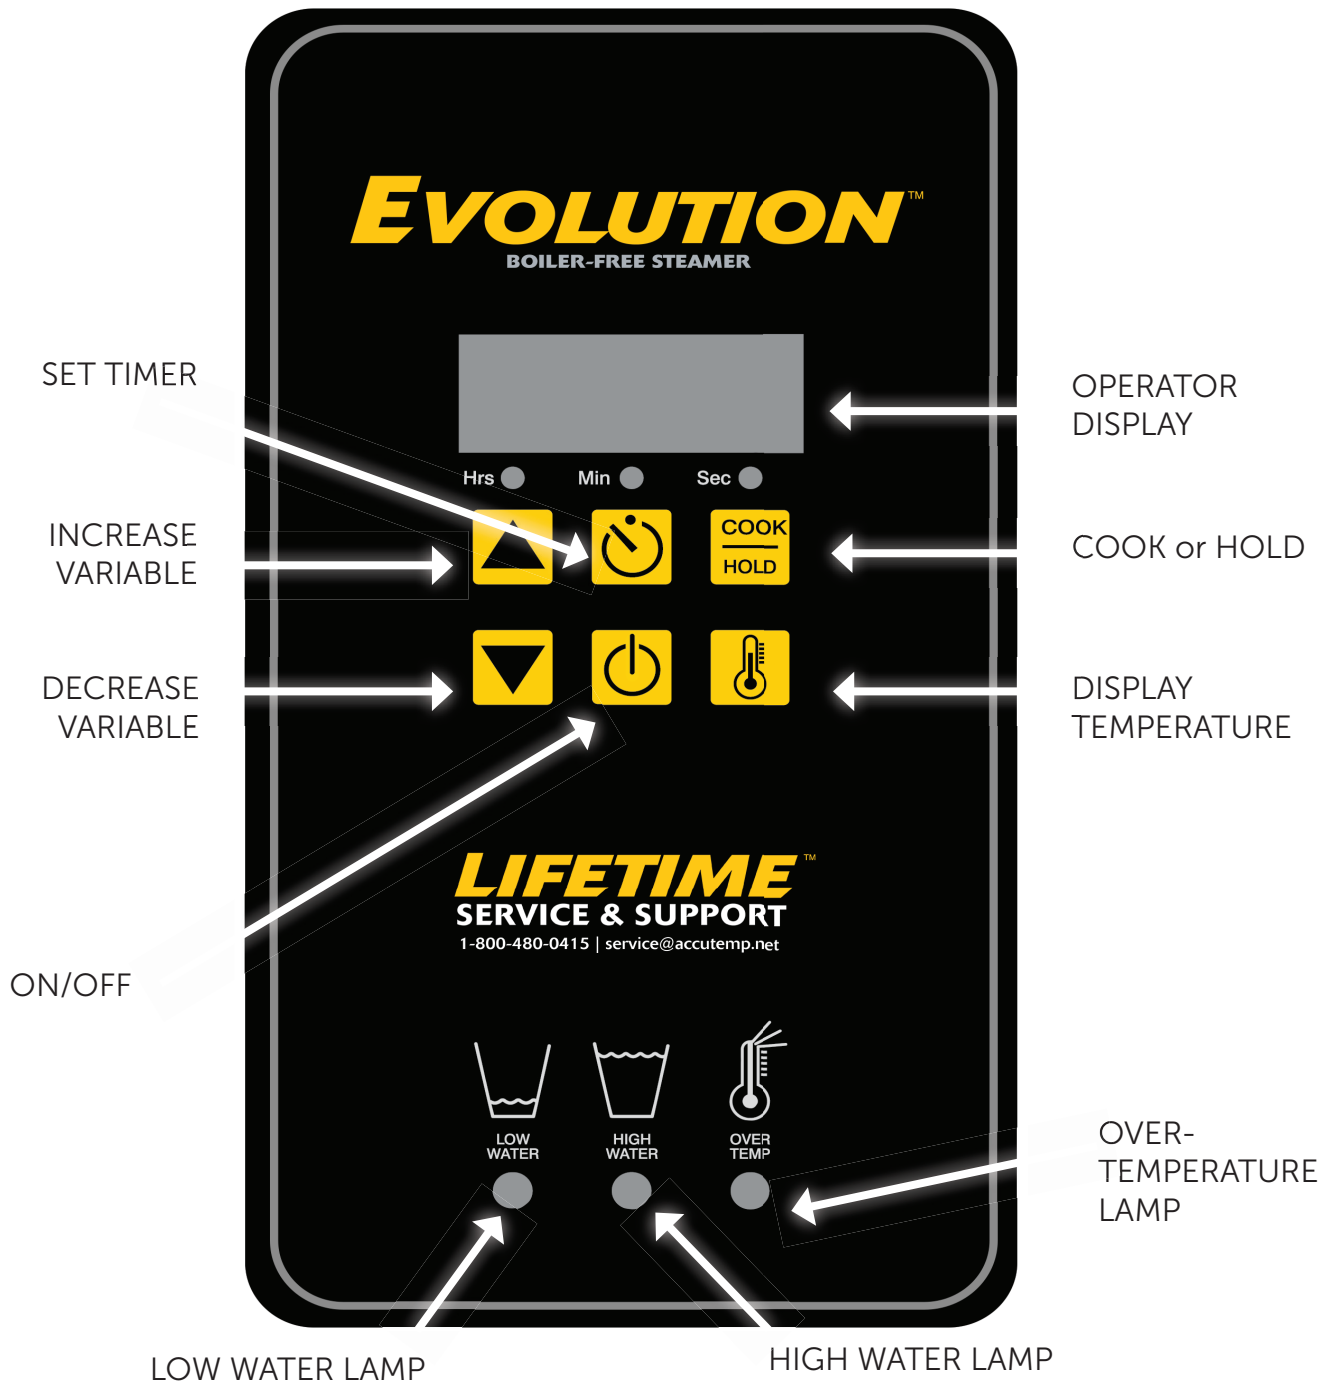 EVOLUTION™
BOILER-FREE STEAMER
SET TIMER
OPERATOR
DISPLAY
Hrs Min Sec
INCREASE
VARIABLE
COOK
HOLD
COOK or HOLD
DECREASE
VARIABLE
DISPLAY
TEMPERATURE
LIFETIME™
SERVICE & SUPPORT
1-800-480-0415 | service@accutemp.net
ON/OFF
LOW
WATER
HIGH
WATER
OVER
TEMP
OVER-
TEMPERATURE
LAMP
LOW WATER LAMP
HIGH WATER LAMP